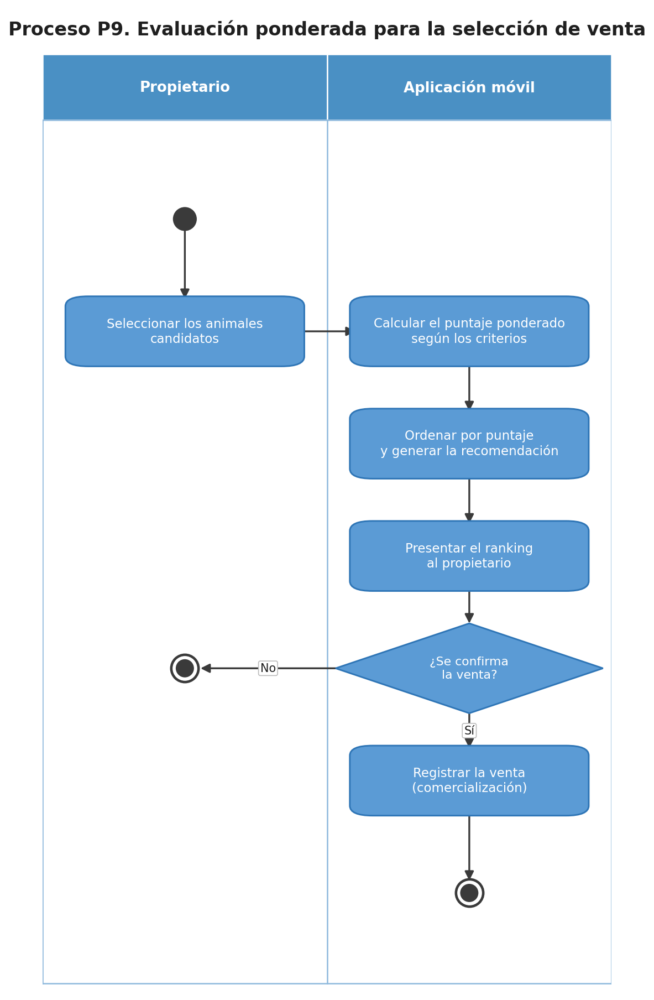 Proceso P9. Evaluación ponderada para la selección de venta
Propietario
Aplicación móvil
Seleccionar los animales
candidatos
Calcular el puntaje ponderado
según los criterios
Ordenar por puntaje
y generar la recomendación
Presentar el ranking
al propietario
¿Se confirma
la venta?
No
Sí
Registrar la venta
(comercialización)